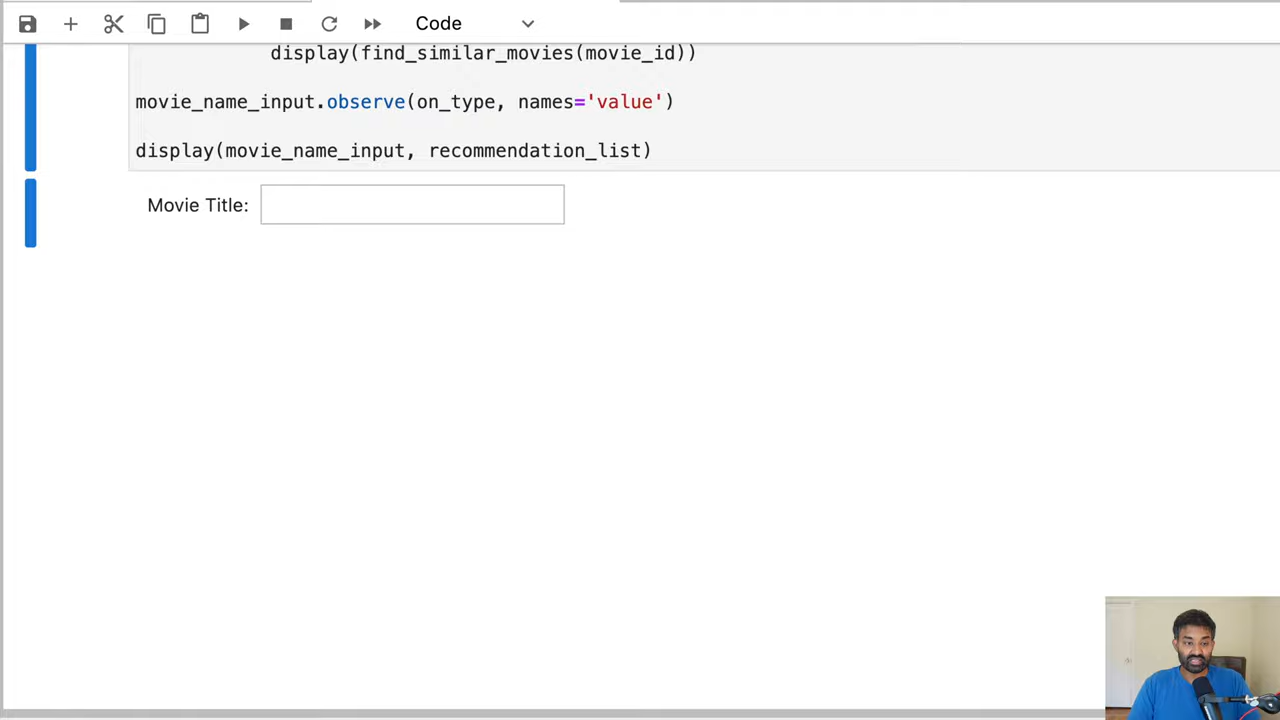 Code
display(find_similar_movies(movie_id))
movie_name_input.observe(on_type, names='value')
display(movie_name_input, recommendation_list)
Movie Title: